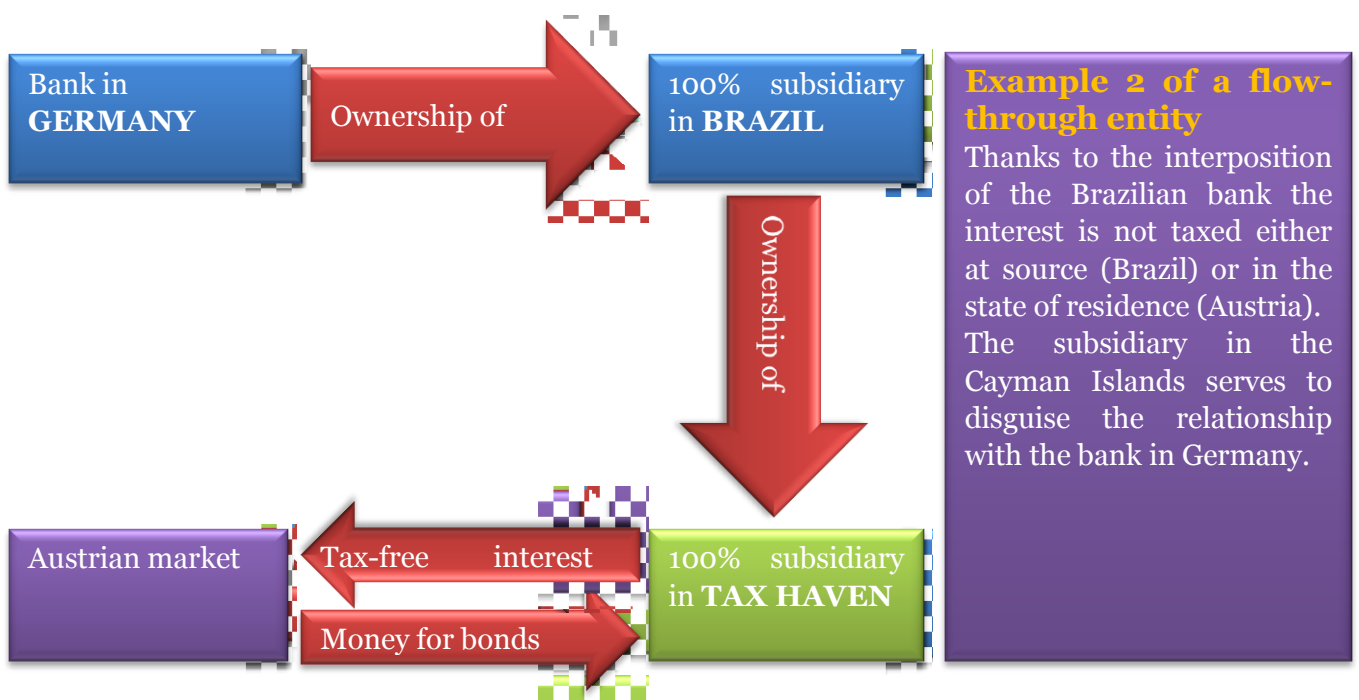 Bank in
GERMANY
Ownership of
100% subsidiary
in BRAZIL
Ownership of
Austrian market
Tax-free interest
Money for bonds
100% subsidiary
in TAX HAVEN
Example 2 of a flow-
through entity
Thanks to the interposition
of the Brazilian bank the
interest is not taxed either
at source (Brazil) or in the
state of residence (Austria).
The subsidiary in the
Cayman Islands serves to
disguise the relationship
with the bank in Germany.